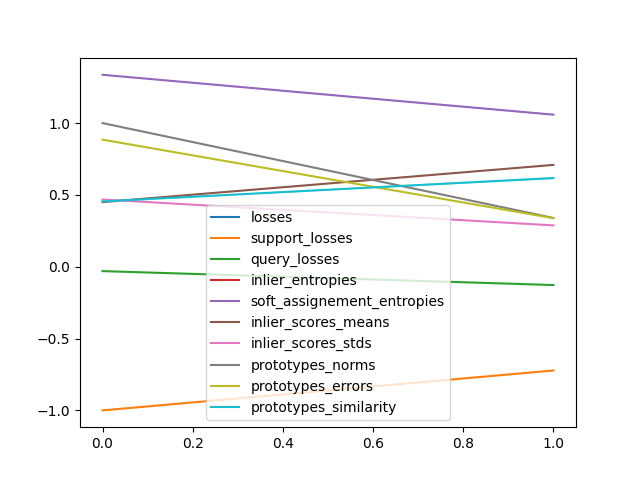 1.0
0.5
0.0
−0.5
−1.0
losses
support_losses
query_losses
inlier_entropies
soft_assignement_entropies
inlier_scores_means
inlier_scores_stds
prototypes_norms
prototypes_errors
prototypes_similarity
0.0 0.2 0.4 0.6 0.8 1.0